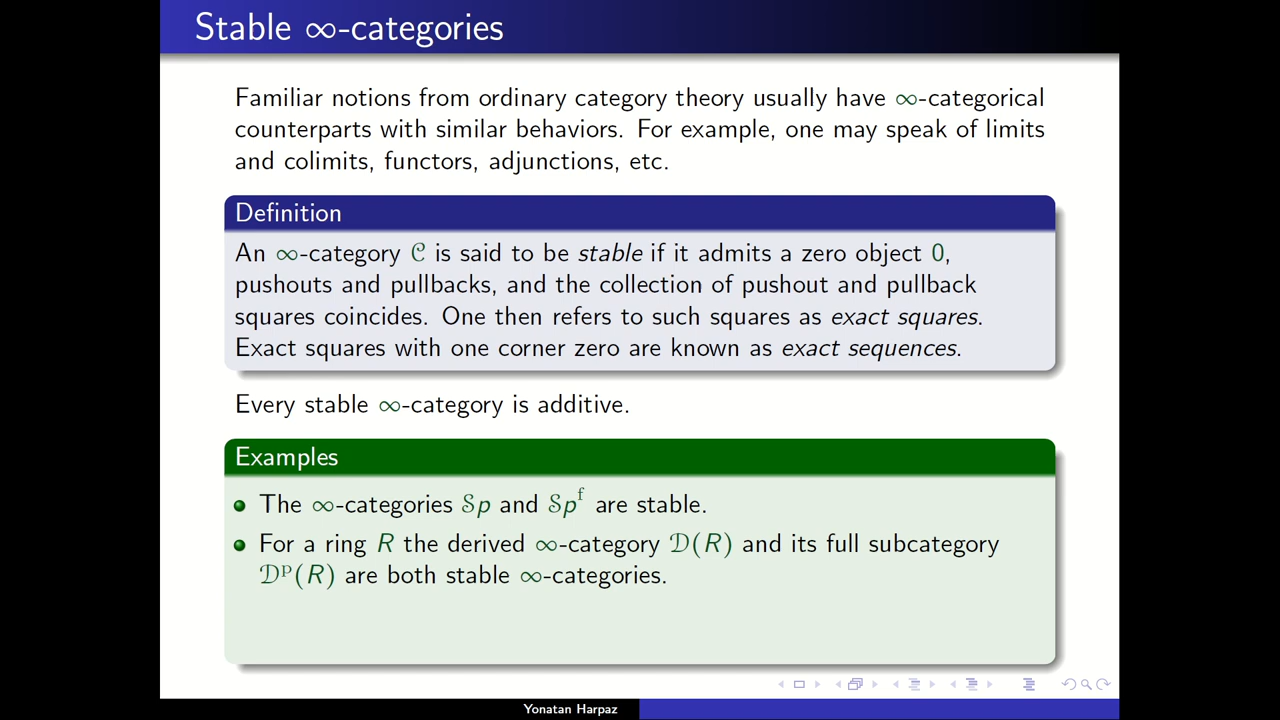 Stable ∞-categories
Familiar notions from ordinary category theory usually have ∞-categorical
counterparts with similar behaviors. For example, one may speak of limits
and colimits, functors, adjunctions, etc.
Definition
An ∞-category 𝒞 is said to be stable if it admits a zero object 0,
pushouts and pullbacks, and the collection of pushout and pullback
squares coincides. One then refers to such squares as exact squares.
Exact squares with one corner zero are known as exact sequences.
Every stable ∞-category is additive.
Examples
The ∞-categories 𝒮p and 𝒮pᶠ are stable.
For a ring R the derived ∞-category 𝒟(R) and its full subcategory
𝒟ᵖ(R) are both stable ∞-categories.
Yonatan Harpaz